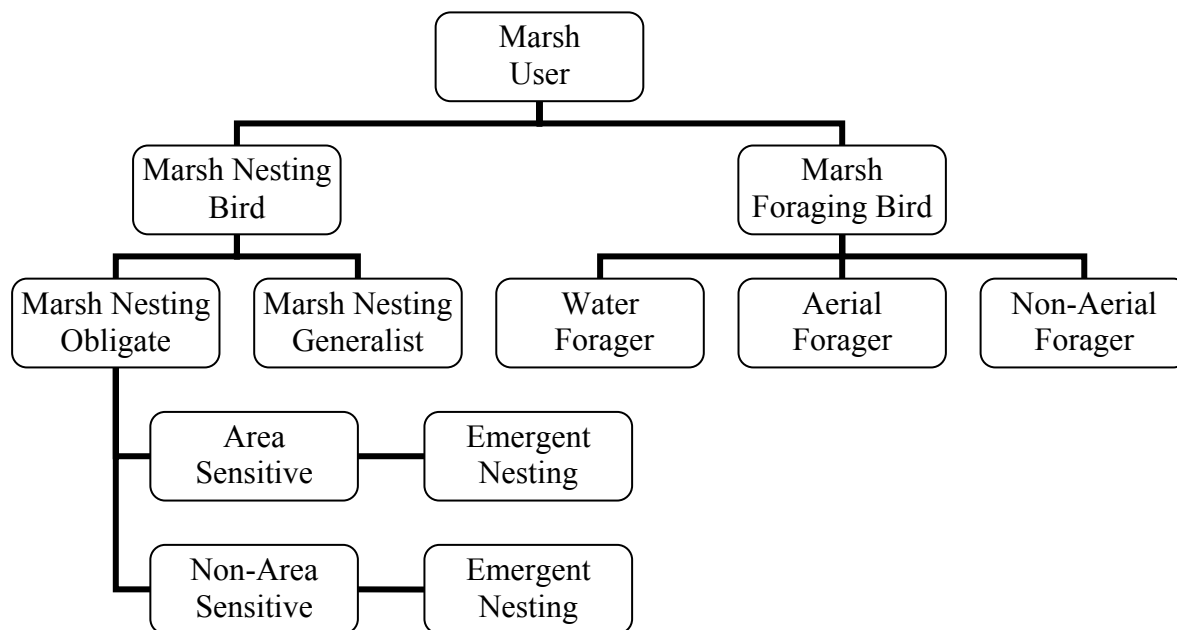 Marsh
User
Marsh Nesting
Bird
Marsh
Foraging Bird
Marsh Nesting
Obligate
Marsh Nesting
Generalist
Water
Forager
Aerial
Forager
Non-Aerial
Forager
Area
Sensitive
Emergent
Nesting
Non-Area
Sensitive
Emergent
Nesting